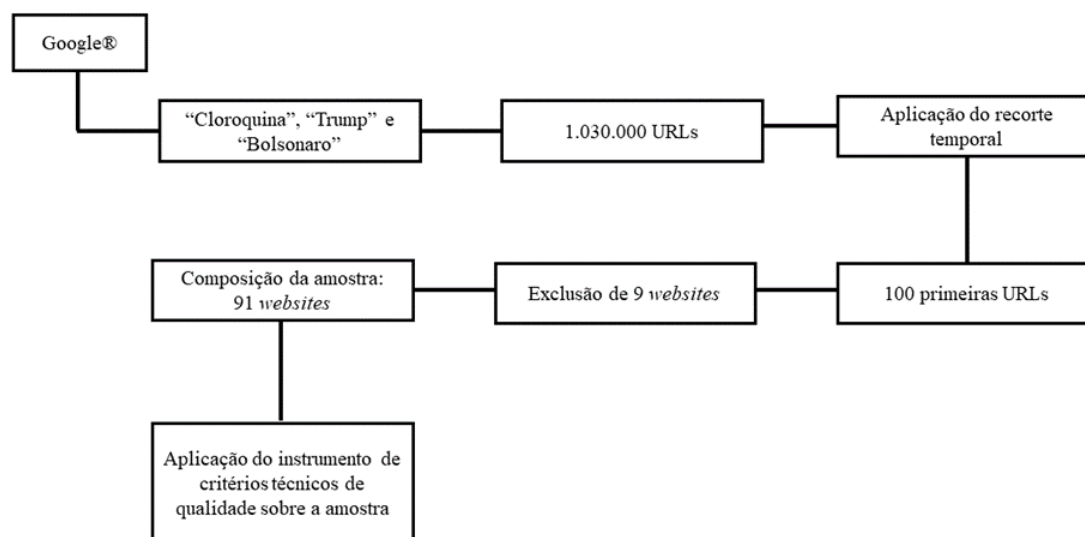 Google®
“Cloroquina”, “Trump” e
“Bolsonaro”
1.030.000 URLs
Aplicação do recorte
temporal
100 primeiras URLs
Exclusão de 9 websites
Composição da amostra:
91 websites
Aplicação do instrumento de
critérios técnicos de
qualidade sobre a amostra